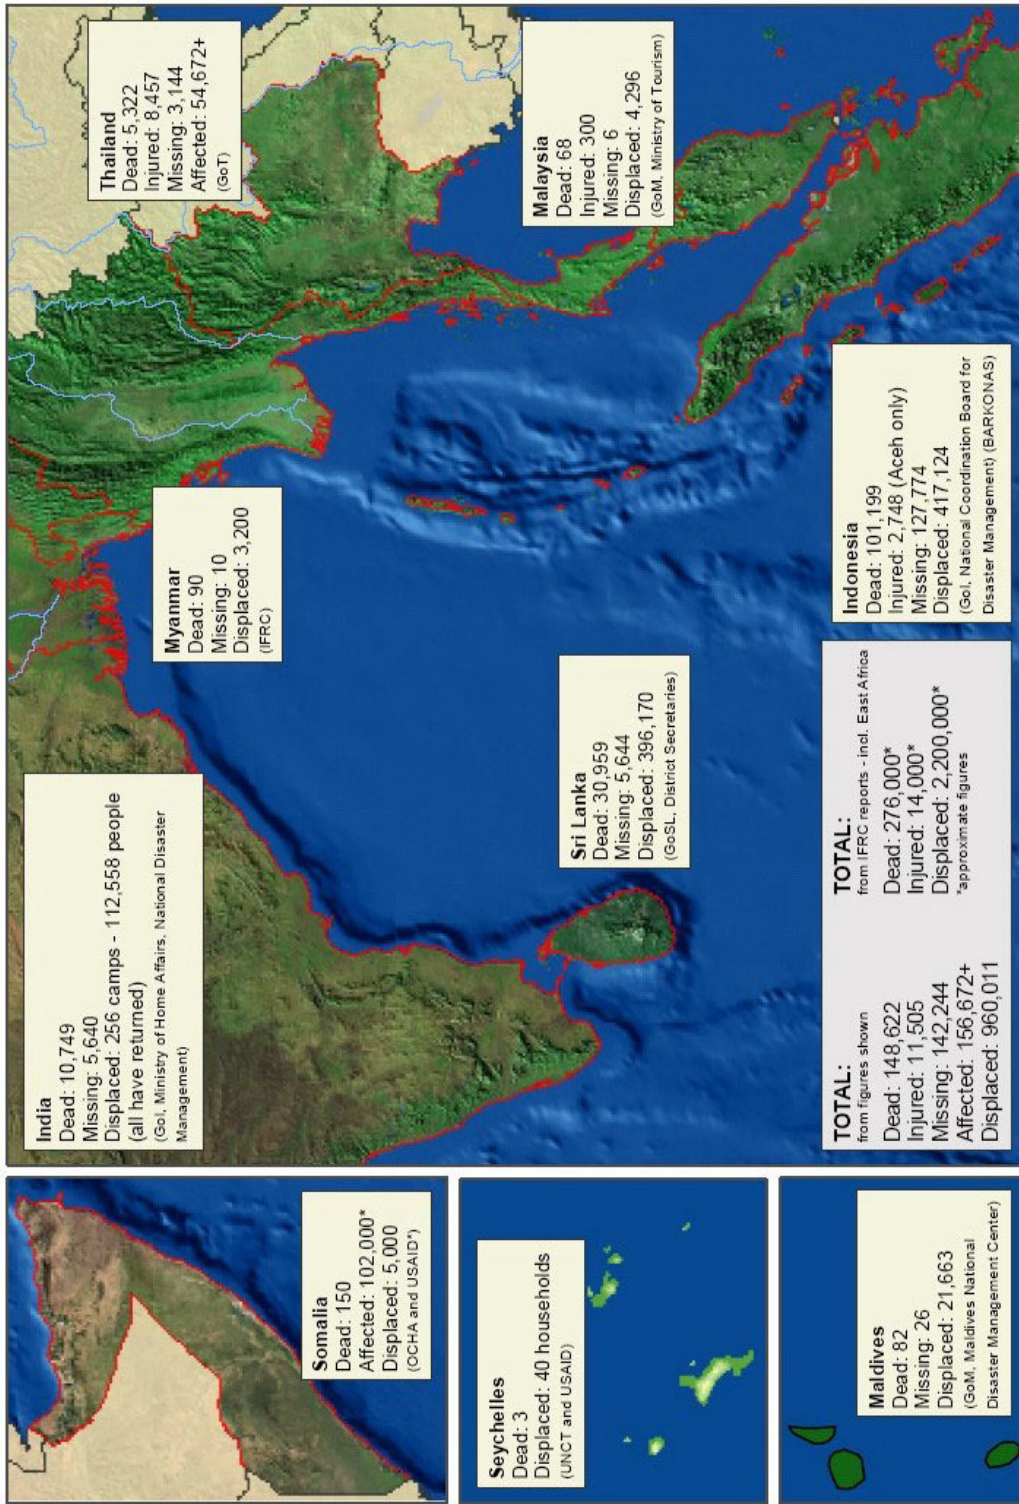 Somalia
Dead: 150
Affected: 102,000*
Displaced: 5,000
(OCHA and USAID*)
Seychelles
Dead: 3
Displaced: 40 households
(UNCT and USAID)
Maldives
Dead: 82
Missing: 26
Displaced: 21,663
(GoM, Maldives National
Disaster Management Center)
India
Dead: 10,749
Missing: 5,640
Displaced: 256 camps - 112,558 people
(all have returned)
(GoI, Ministry of Home Affairs, National Disaster
Management)
Myanmar
Dead: 90
Missing: 10
Displaced: 3,200
(IFRC)
Thailand
Dead: 5,322
Injured: 8,457
Missing: 3,144
Affected: 54,672+
(GoT)
Malaysia
Dead: 68
Injured: 300
Missing: 6
Displaced: 4,296
(GoM, Ministry of Tourism)
Sri Lanka
Dead: 30,959
Missing: 5,644
Displaced: 396,170
(GoSL, District Secretaries)
Indonesia
Dead: 101,199
Injured: 2,748 (Aceh only)
Missing: 127,774
Displaced: 417,124
(GoI, National Coordination Board for
Disaster Management) (BARKONAS)
TOTAL:
from figures shown
Dead: 148,622
Injured: 11,505
Missing: 142,244
Affected: 156,672+
Displaced: 960,011
TOTAL:
from IFRC reports - incl. East Africa
Dead: 276,000*
Injured: 14,000*
Displaced: 2,200,000*
*approximate figures